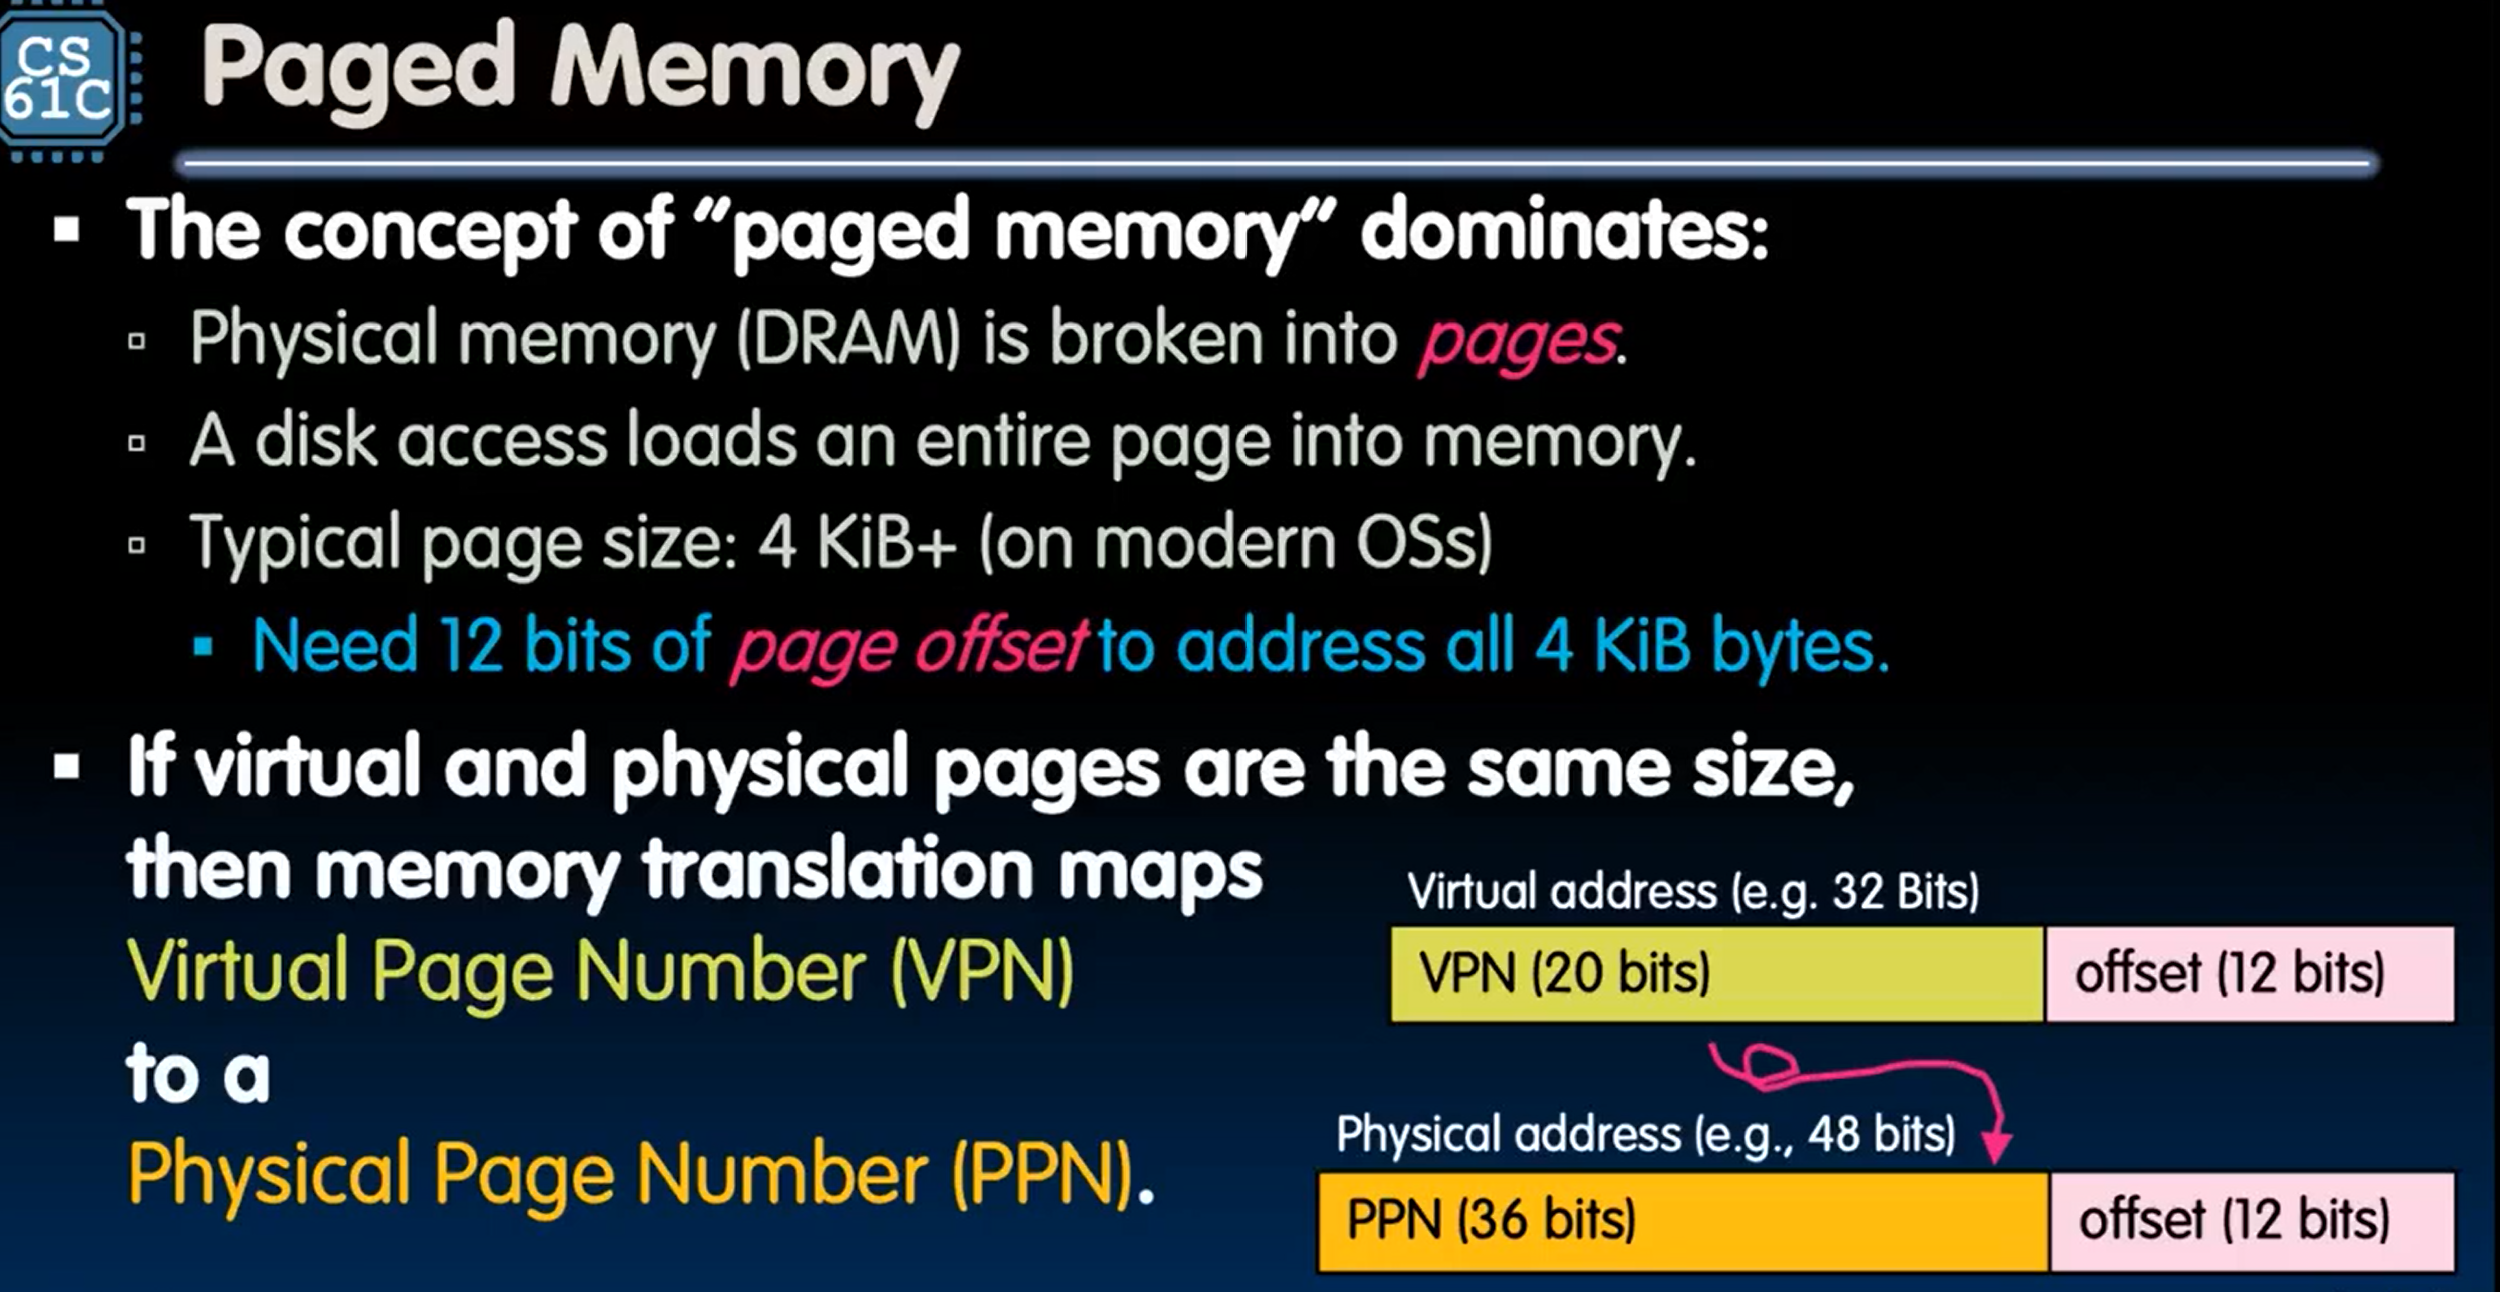 CS
61C
Paged Memory
▪ The concept of “paged memory” dominates:
▫ Physical memory (DRAM) is broken into pages.
▫ A disk access loads an entire page into memory.
▫ Typical page size: 4 KiB+ (on modern OSs)
▪ Need 12 bits of page offset to address all 4 KiB bytes.
▪ If virtual and physical pages are the same size,
then memory translation maps
Virtual Page Number (VPN)
to a
Physical Page Number (PPN).
Virtual address (e.g. 32 Bits)
VPN (20 bits) offset (12 bits)
Physical address (e.g., 48 bits)
PPN (36 bits) offset (12 bits)